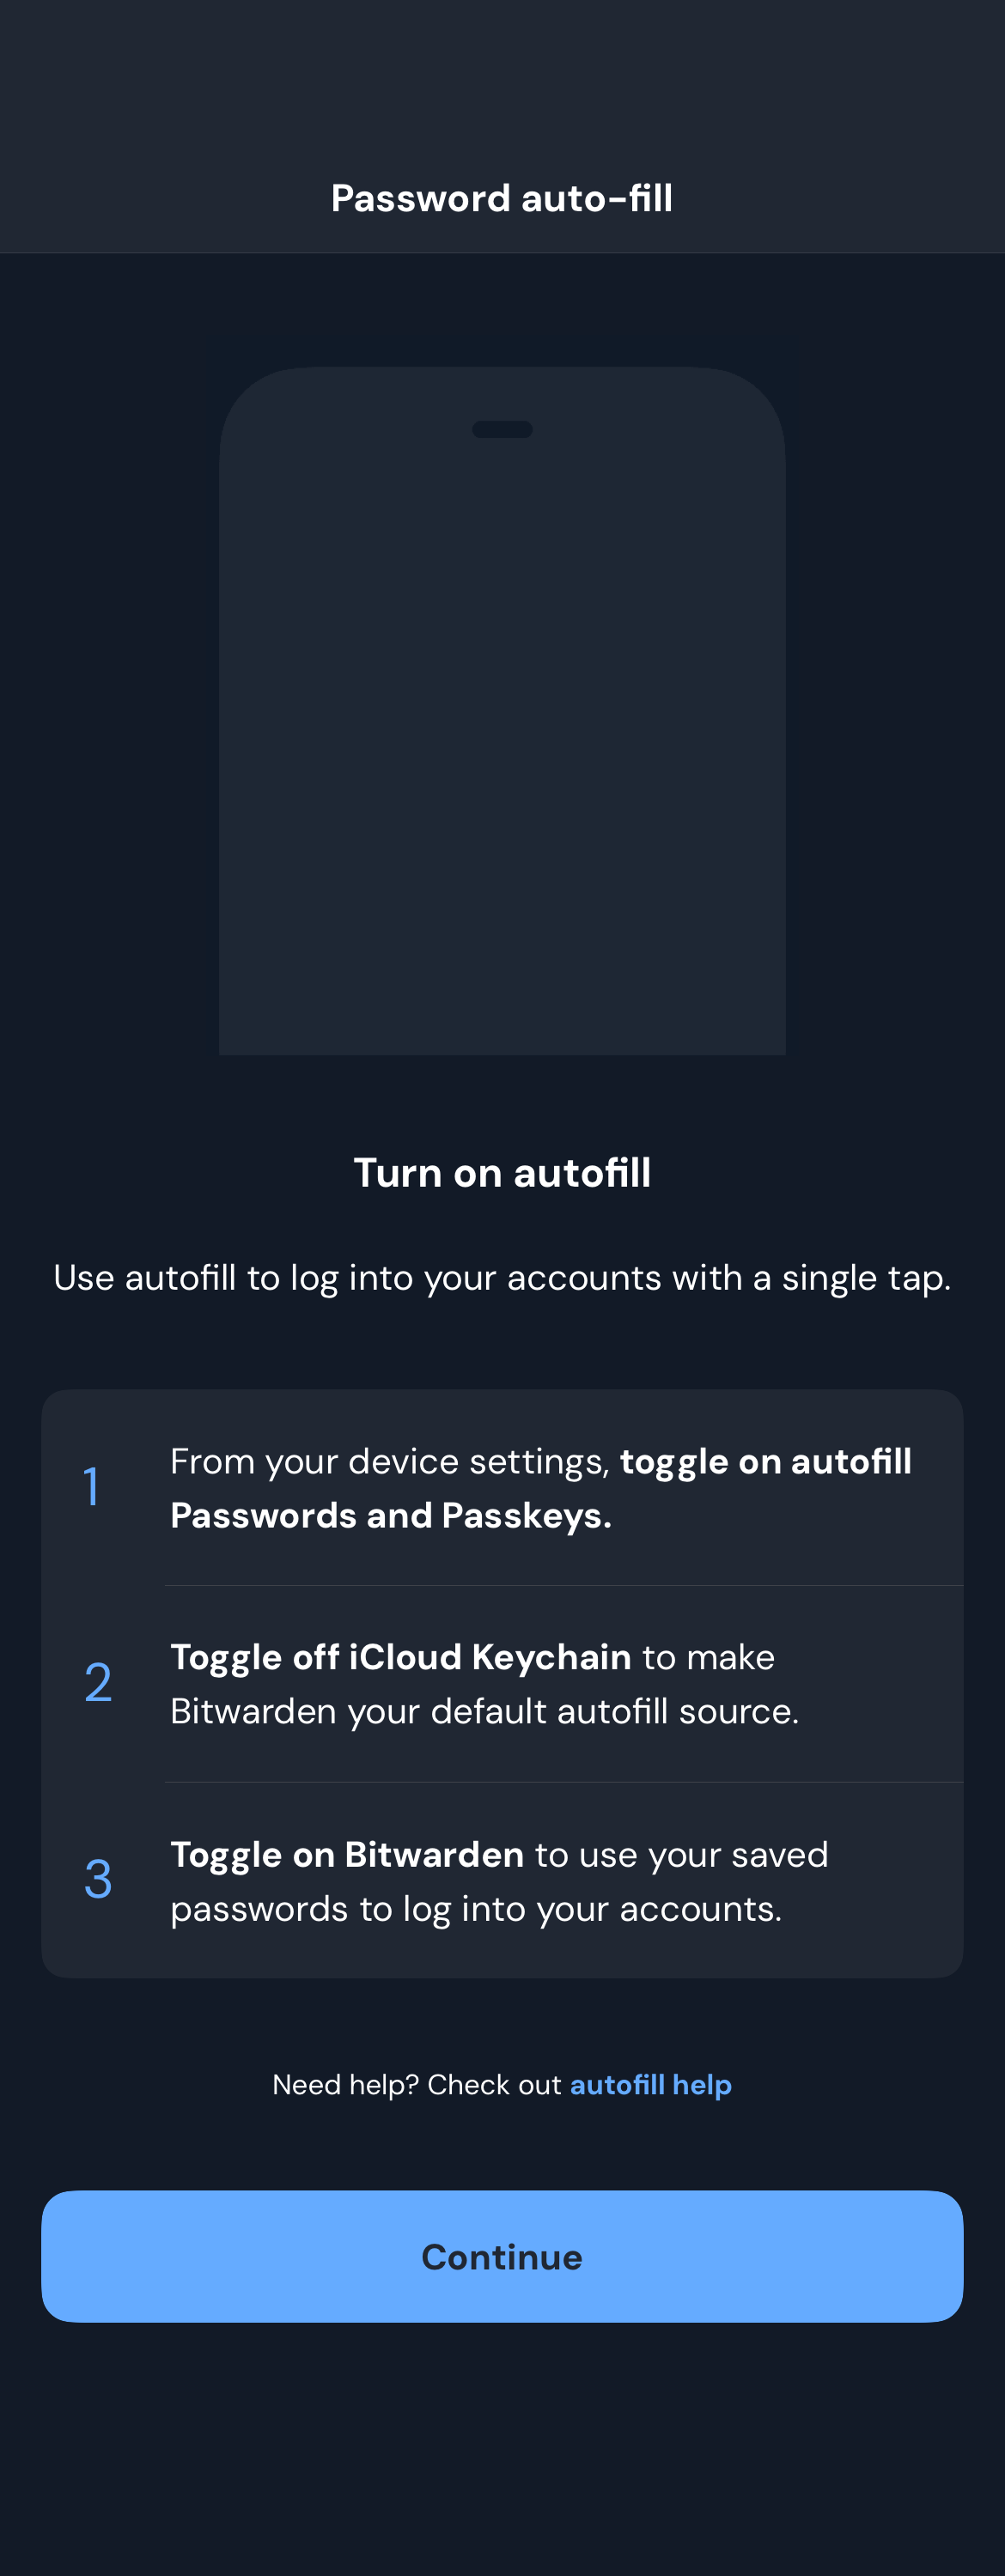 Password auto-fill
Turn on autofill
Use autofill to log into your accounts with a single tap.
1
From your device settings, toggle on autofill
Passwords and Passkeys.
2
Toggle off iCloud Keychain to make
Bitwarden your default autofill source.
3
Toggle on Bitwarden to use your saved
passwords to log into your accounts.
Need help? Check out autofill help
Continue